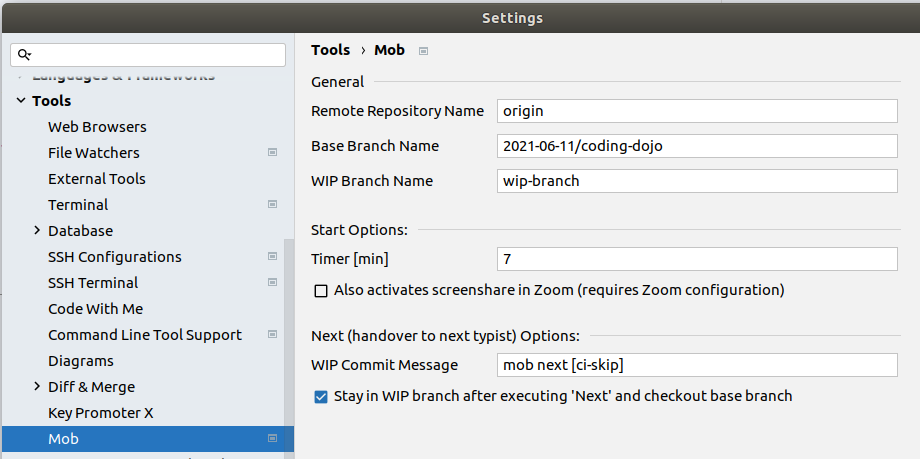 Settings
Tools › Mob
Languages & Frameworks
Tools
Web Browsers
File Watchers
External Tools
Terminal
Database
SSH Configurations
SSH Terminal
Code With Me
Command Line Tool Support
Diagrams
Diff & Merge
Key Promoter X
Mob
General
Remote Repository Name origin
Base Branch Name 2021-06-11/coding-dojo
WIP Branch Name wip-branch
Start Options:
Timer [min] 7
Also activates screenshare in Zoom (requires Zoom configuration)
Next (handover to next typist) Options:
WIP Commit Message mob next [ci-skip]
Stay in WIP branch after executing 'Next' and checkout base branch